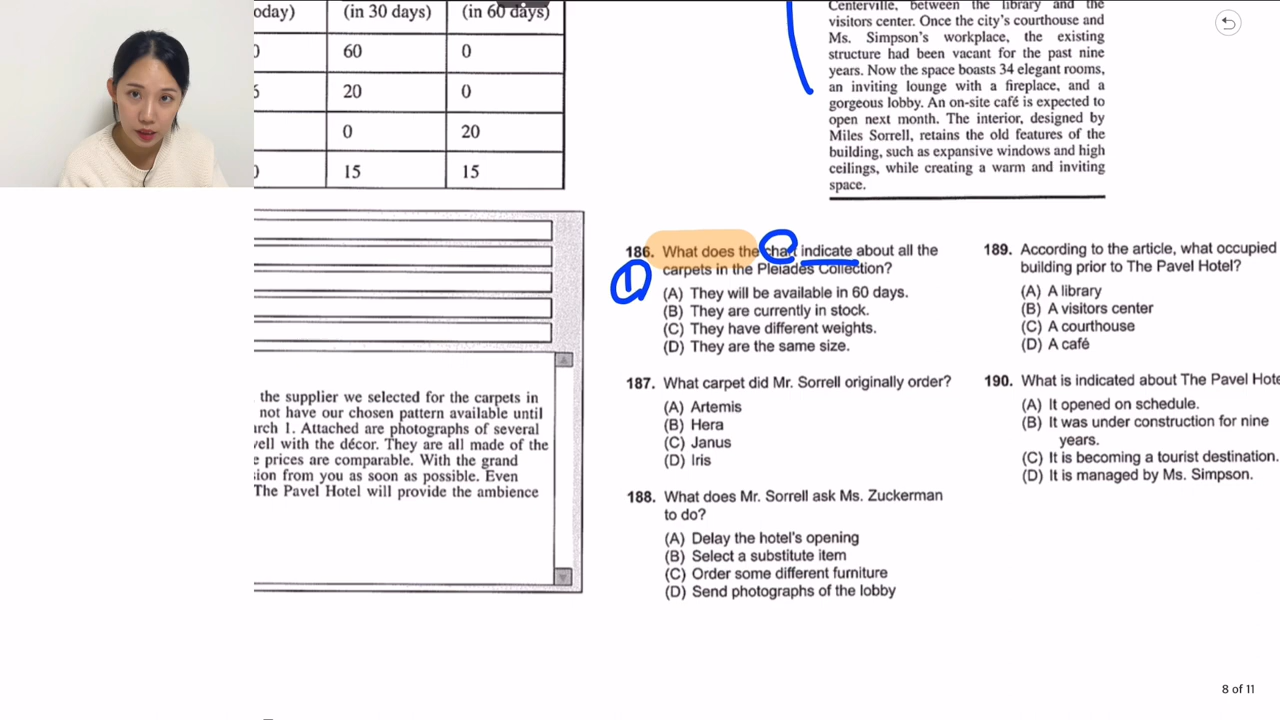 (in 30 days)
(in 60 days)
60
0
20
0
0
20
15
15
the supplier we selected for the carpets in
not have our chosen pattern available until
1. Attached are photographs of several
with the décor. They are all made of the
prices are comparable. With the grand
from you as soon as possible. Even
The Pavel Hotel will provide the ambience
Centerville, between the library and the
visitors center. Once the city's courthouse and
Ms. Simpson's workplace, the existing
structure had been vacant for the past nine
years. Now the space boasts 34 elegant rooms,
an inviting lounge with a fireplace, and a
gorgeous lobby. An on-site café is expected to
open next month. The interior, designed by
Miles Sorrell, retains the old features of the
building, such as expansive windows and high
ceilings, while creating a warm and inviting
space.
186. What does the chart indicate about all the
carpets in the Pleiades Collection?
(A) They will be available in 60 days.
(B) They are currently in stock.
(C) They have different weights.
(D) They are the same size.
187. What carpet did Mr. Sorrell originally order?
(A) Artemis
(B) Hera
(C) Janus
(D) Iris
188. What does Mr. Sorrell ask Ms. Zuckerman
to do?
(A) Delay the hotel's opening
(B) Select a substitute item
(C) Order some different furniture
(D) Send photographs of the lobby
189. According to the article, what occupied
building prior to The Pavel Hotel?
(A) A library
(B) A visitors center
(C) A courthouse
(D) A café
190. What is indicated about The Pavel
(A) It opened on schedule.
(B) It was under construction for nine
years.
(C) It is becoming a tourist destination.
(D) It is managed by Ms. Simpson.
8 of 11